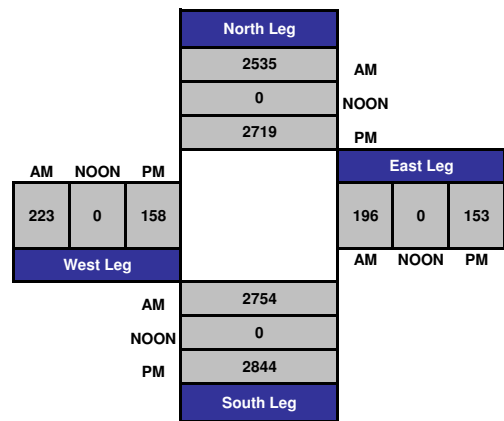 North Leg
2535 AM
0 NOON
2719 PM
AM NOON PM
East Leg
223 0 158
196 0 153
West Leg
AM NOON PM
AM 2754
NOON 0
PM 2844
South Leg